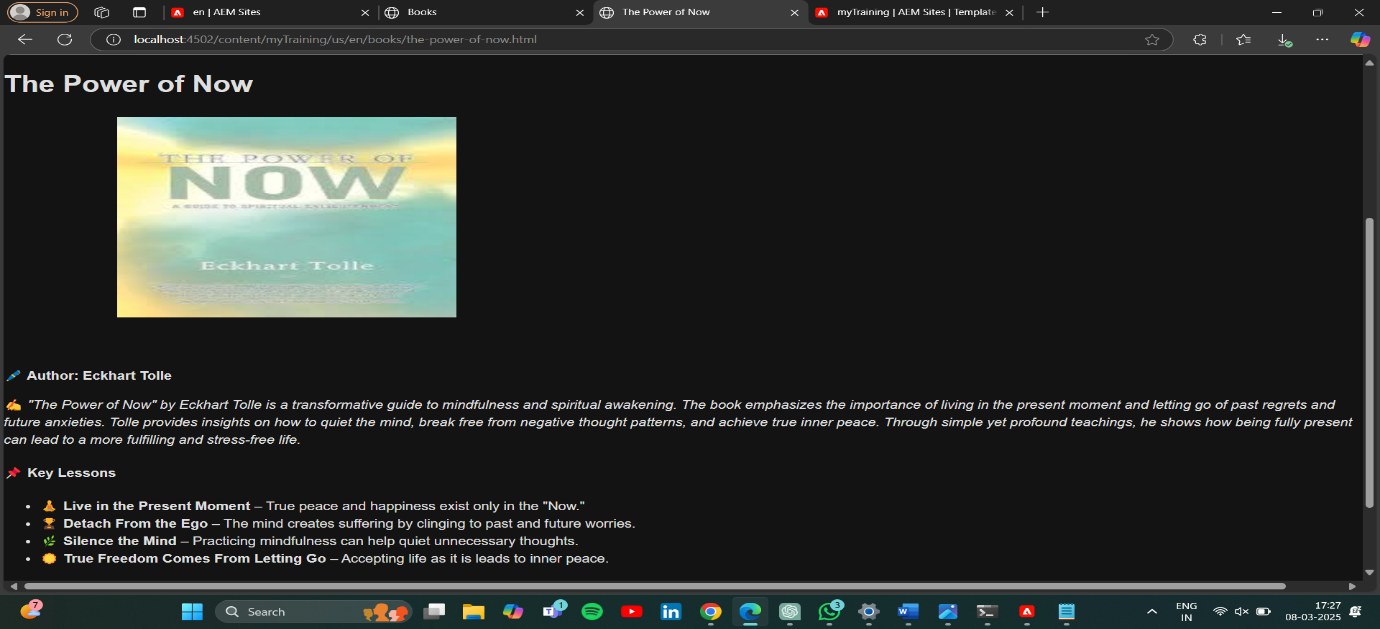 Sign in
en | AEM Sites
Books
The Power of Now
myTraining | AEM Sites | Template
localhost:4502/content/myTraining/us/en/books/the-power-of-now.html
The Power of Now
THE POWER OF
NOW
A GUIDE TO SPIRITUAL ENLIGHTENMENT
Eckhart Tolle
Author: Eckhart Tolle
"The Power of Now" by Eckhart Tolle is a transformative guide to mindfulness and spiritual awakening. The book emphasizes the importance of living in the present moment and letting go of past regrets and
future anxieties. Tolle provides insights on how to quiet the mind, break free from negative thought patterns, and achieve true inner peace. Through simple yet profound teachings, he shows how being fully present
can lead to a more fulfilling and stress-free life.
Key Lessons
• Live in the Present Moment – True peace and happiness exist only in the "Now."
• Detach From the Ego – The mind creates suffering by clinging to past and future worries.
• Silence the Mind – Practicing mindfulness can help quiet unnecessary thoughts.
• True Freedom Comes From Letting Go – Accepting life as it is leads to inner peace.
7
Search
1
3
ENG
IN
17:27
08-03-2025